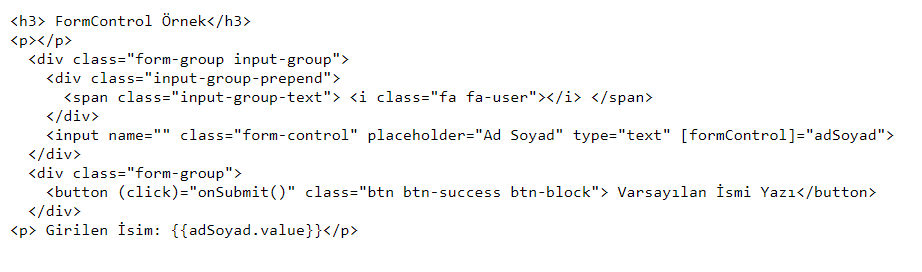 <h3> FormControl Örnek</h3>
<p></p>
  <div class="form-group input-group">
    <div class="input-group-prepend">
      <span class="input-group-text"> <i class="fa fa-user"></i> </span>
    </div>
    <input name="" class="form-control" placeholder="Ad Soyad" type="text" [formControl]="adSoyad">
  </div>
  <div class="form-group">
    <button (click)="onSubmit()" class="btn btn-success btn-block"> Varsayılan İsmi Yazı</button>
  </div>
<p> Girilen İsim: {{adSoyad.value}}</p>